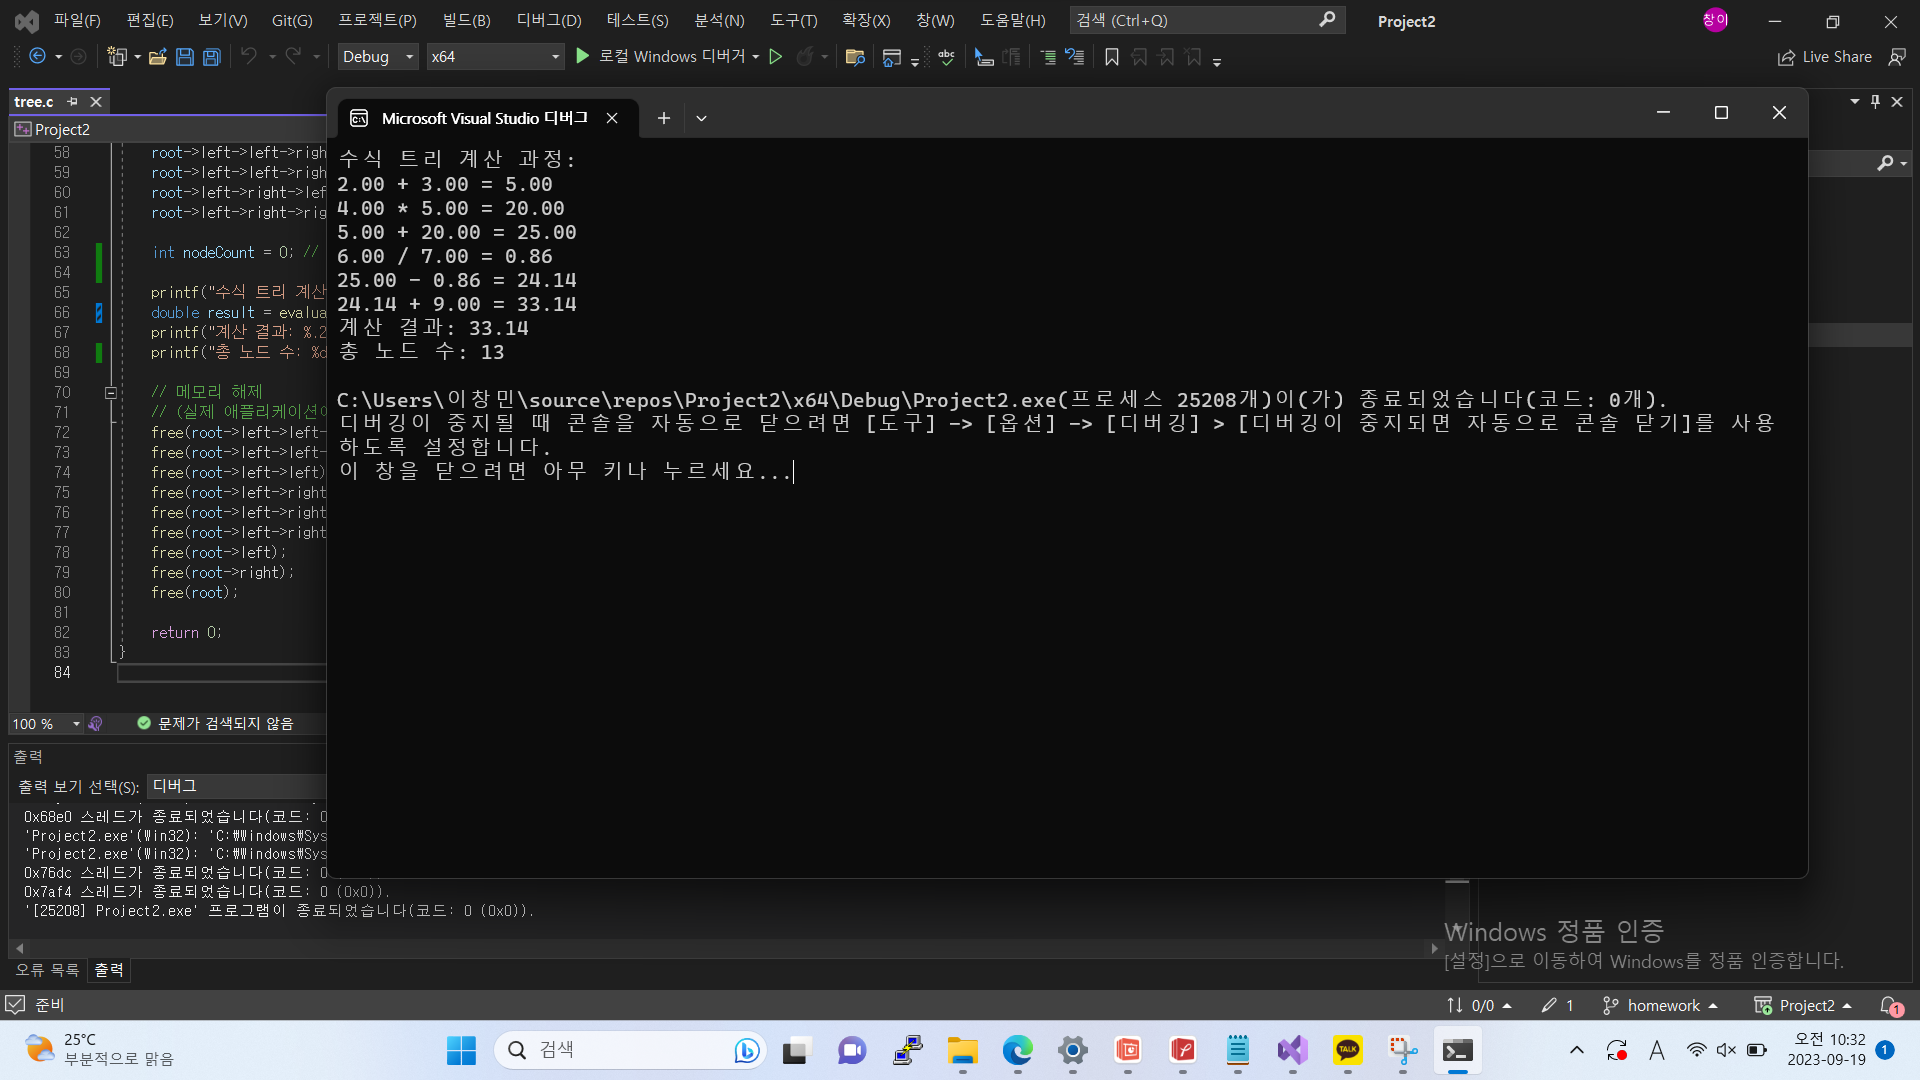 파일(F) 편집(E) 보기(V) Git(G) 프로젝트(P) 빌드(B) 디버그(D) 테스트(S) 분석(N) 도구(T) 확장(X) 창(W) 도움말(H) 검색 (Ctrl+Q) Project2 창이
Debug x64 로컬 Windows 디버거 Live Share
tree.c
Project2
58 root->left->left->righ
59 root->left->left->righ
60 root->left->right->lef
61 root->left->right->rig
62
63 int nodeCount = 0; //
64
65 printf("수식 트리 계산
66 double result = evalua
67 printf("계산 결과: %.2
68 printf("총 노드 수: %d
69
70 // 메모리 해제
71 // (실제 애플리케이션에
72 free(root->left->left-
73 free(root->left->left-
74 free(root->left->left)
75 free(root->left->right
76 free(root->left->right
77 free(root->left->right
78 free(root->left);
79 free(root->right);
80 free(root);
81
82 return 0;
83 }
84
100 % 문제가 검색되지 않음
Microsoft Visual Studio 디버그
수식 트리 계산 과정:
2.00 + 3.00 = 5.00
4.00 * 5.00 = 20.00
5.00 + 20.00 = 25.00
6.00 / 7.00 = 0.86
25.00 - 0.86 = 24.14
24.14 + 9.00 = 33.14
계산 결과: 33.14
총 노드 수: 13
C:\Users\이창민\source\repos\Project2\x64\Debug\Project2.exe(프로세스 25208개)이(가) 종료되었습니다(코드: 0개).
디버깅이 중지될 때 콘솔을 자동으로 닫으려면 [도구] -> [옵션] -> [디버깅] > [디버깅이 중지되면 자동으로 콘솔 닫기]를 사용
하도록 설정합니다.
이 창을 닫으려면 아무 키나 누르세요...
출력
출력 보기 선택(S): 디버그
0x68e0 스레드가 종료되었습니다(코드: 0
'Project2.exe'(Win32): 'C:\Windows\Sys
'Project2.exe'(Win32): 'C:\Windows\Sys
0x76dc 스레드가 종료되었습니다(코드: 0
0x7af4 스레드가 종료되었습니다(코드: 0 (0x0)).
'[25208] Project2.exe' 프로그램이 종료되었습니다(코드: 0 (0x0)).
Windows 정품 인증
[설정]으로 이동하여 Windows를 정품 인증합니다.
오류 목록 출력
준비 0/0 1 homework Project2 1
25°C
부분적으로 맑음
검색
TALK
A
오전 10:32
2023-09-19
1